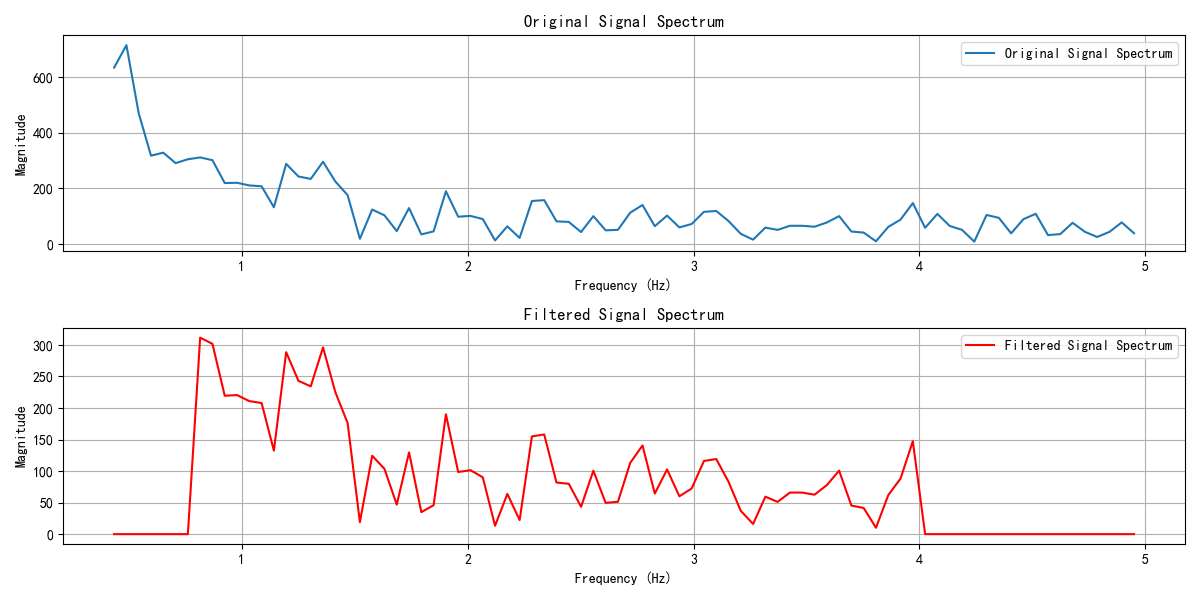 Original Signal Spectrum
Original Signal Spectrum
Magnitude
600
400
200
0
1 2 3 4 5
Frequency (Hz)
Filtered Signal Spectrum
Filtered Signal Spectrum
Magnitude
300
250
200
150
100
50
0
1 2 3 4 5
Frequency (Hz)